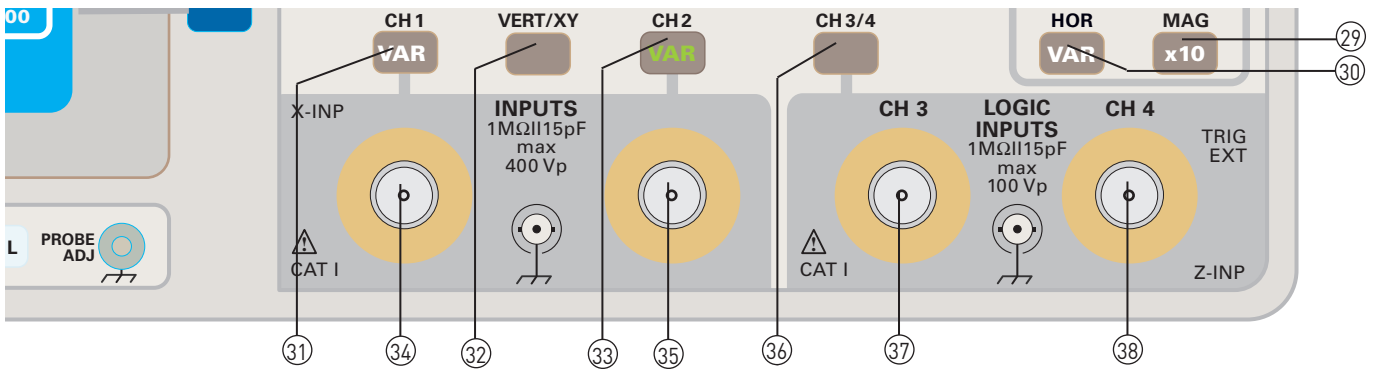 00
CH 1
VERT/XY
CH 2
CH 3/4
HOR
MAG
VAR
VAR
VAR
x10
29
30
X-INP
INPUTS
1MΩII15pF
max
400 Vp
CH 3
LOGIC
INPUTS
1MΩII15pF
max
100 Vp
CH 4
TRIG
EXT
L
PROBE
ADJ
CAT I
CAT I
Z-INP
31
34
32
33
35
36
37
38